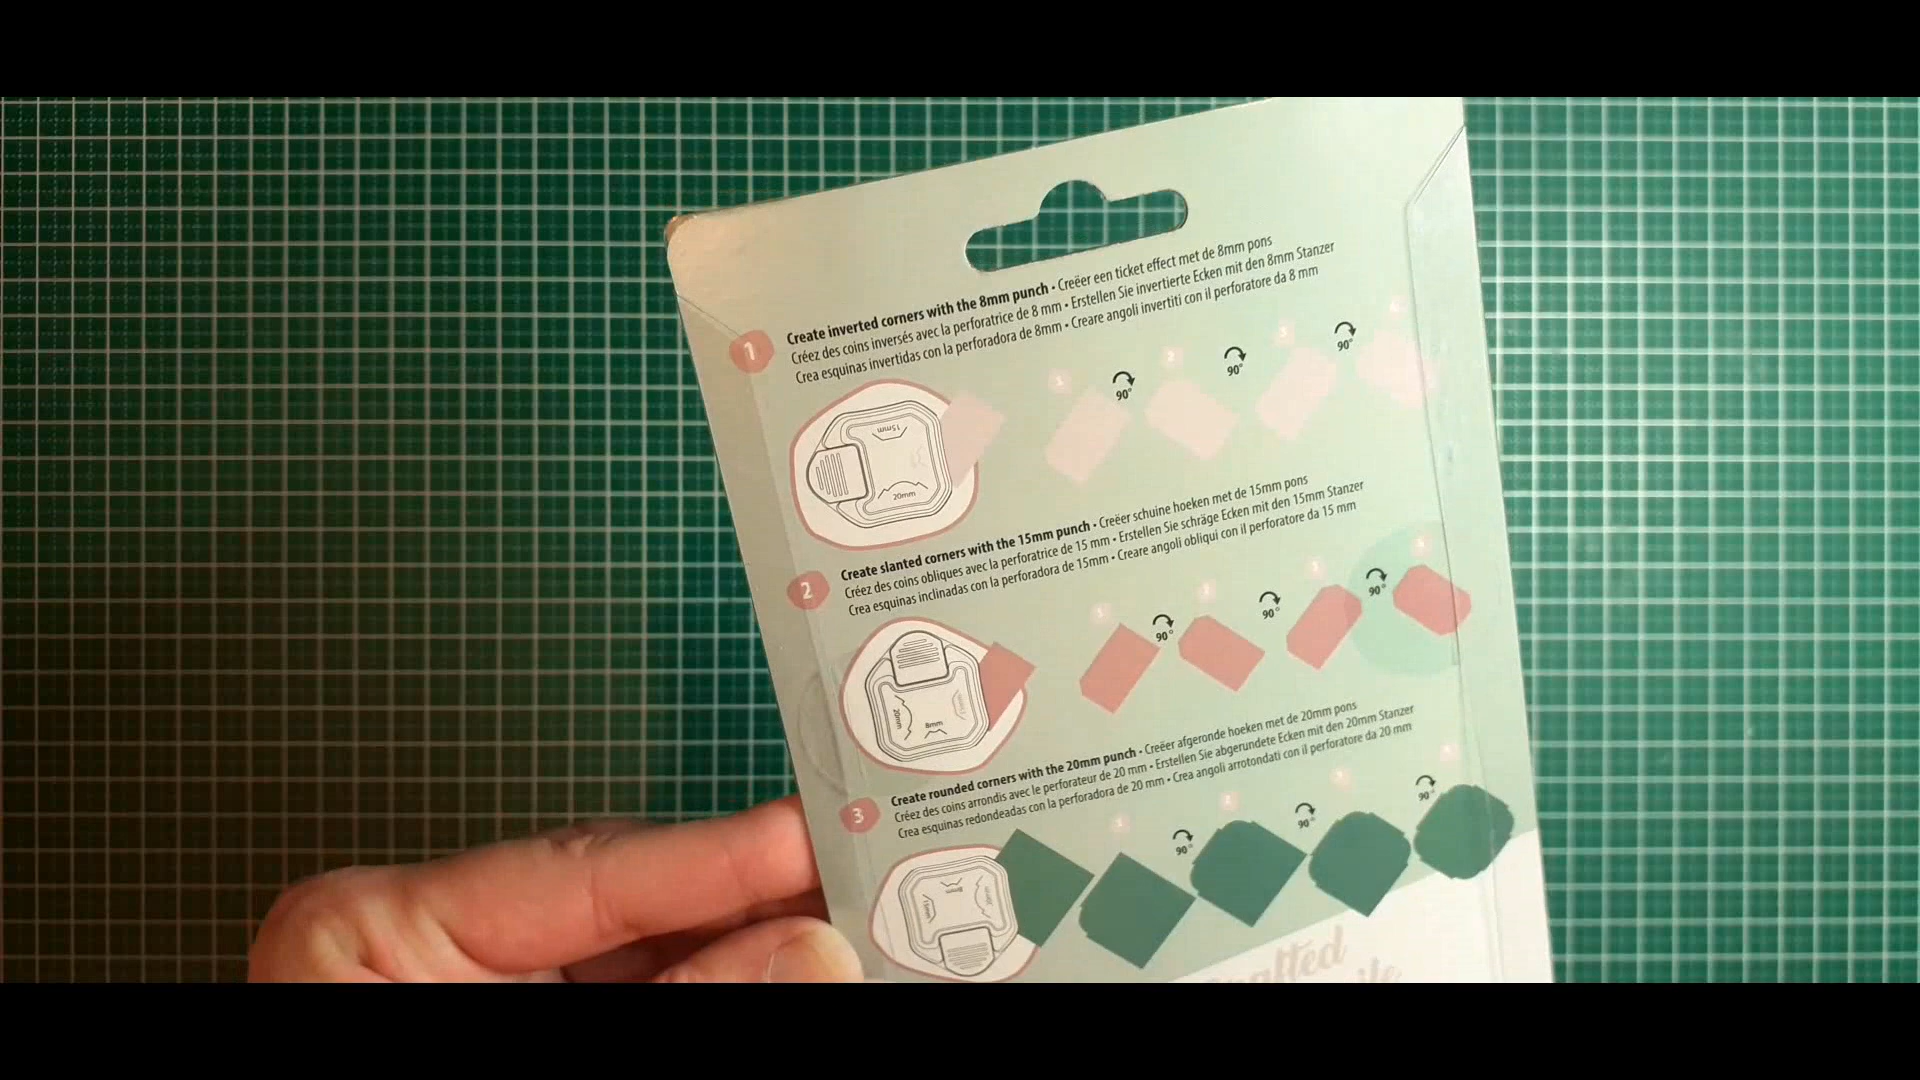 1
Create inverted corners with the 8mm punch • Creëer een ticket effect met de 8mm pons
Créez des coins inversés avec la perforatrice de 8 mm • Erstellen Sie invertierte Ecken mit den 8mm Stanzer
Crea esquinas invertidas con la perforadora de 8mm • Creare angoli invertiti con il perforatore da 8 mm
15mm
20mm
1
90°
2
90°
3
90°
4
2
Create slanted corners with the 15mm punch • Creëer schuine hoeken met de 15mm pons
Créez des coins obliques avec la perforatrice de 15 mm • Erstellen Sie schräge Ecken mit den 15mm Stanzer
Crea esquinas inclinadas con la perforadora de 15mm • Creare angoli obliqui con il perforatore da 15 mm
20mm
8mm
90°
90°
90°
3
Create rounded corners with the 20mm punch • Creëer afgeronde hoeken met de 20mm pons
Créez des coins arrondis avec le perforateur de 20 mm • Erstellen Sie abgerundete Ecken mit den 20mm Stanzer
Crea esquinas redondeadas con la perforadora de 20 mm • Crea angoli arrotondati con il perforatore da 20 mm
8mm
15mm
90°
90°
90°